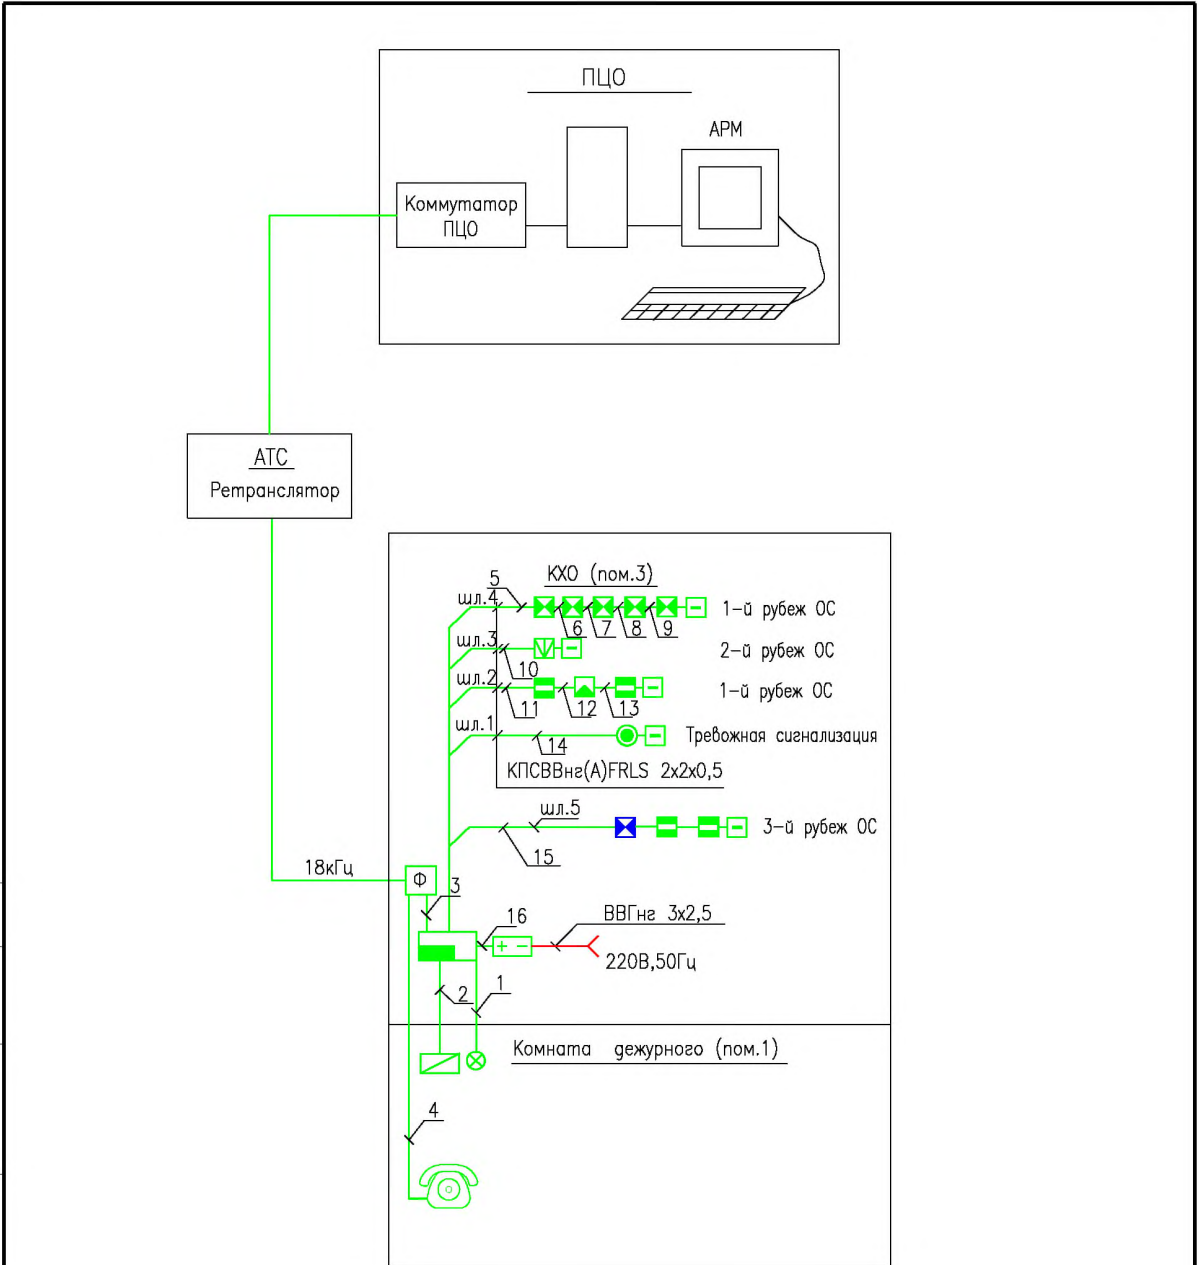 ПЦО
АРМ
Коммутатор
ПЦО
АТС
Ретранслятор
КХО (пом.3)
5
шл.4
1-й рубеж ОС
6 7 8 9
шл.3
2-й рубеж ОС
10
шл.2
1-й рубеж ОС
11 12 13
шл.1
Тревожная сигнализация
14
КПСВВнг(А)FRLS 2х2х0,5
шл.5
3-й рубеж ОС
15
18кГц
Ф
3
16
ВВГнг 3х2,5
+ -
220В,50Гц
2
1
Комната дежурного (пом.1)
4